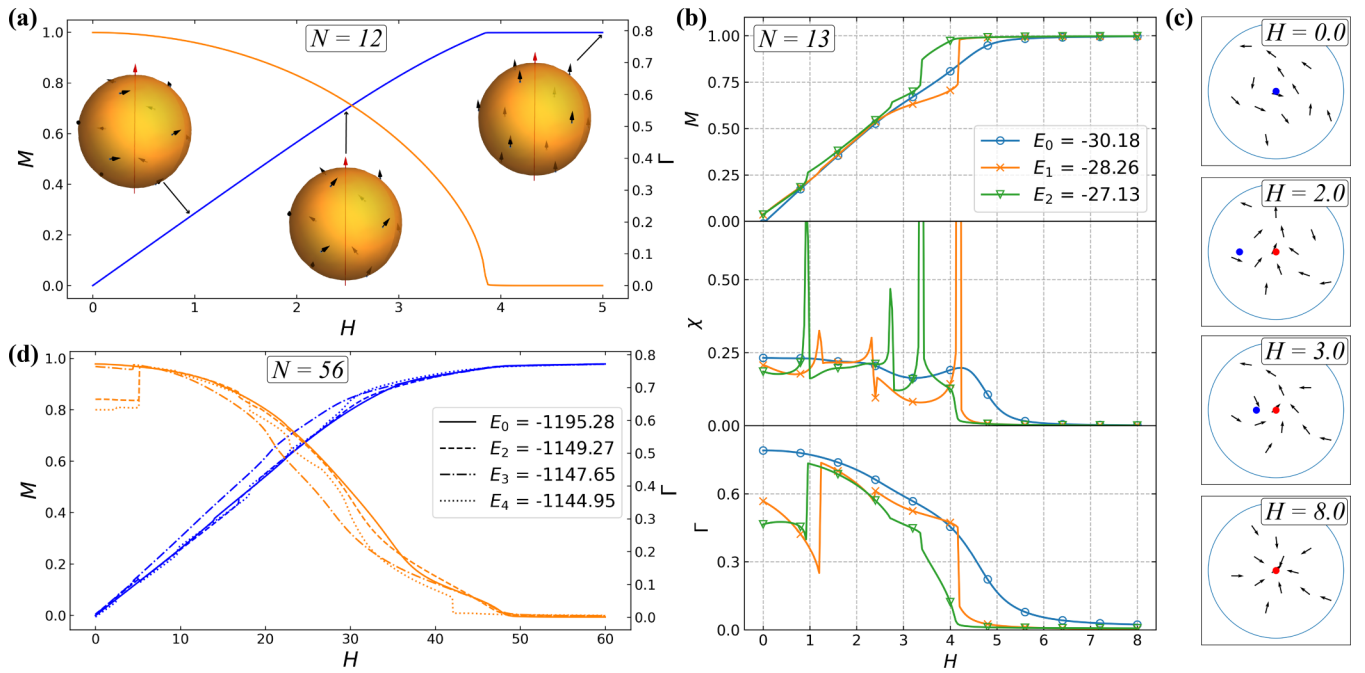 (a)
N = 12
1.0
0.8
0.6
0.4
0.2
0.0
M
0.8
0.7
0.6
0.5
0.4
0.3
0.2
0.1
0.0
Γ
0 1 2 3 4 5
H
(b)
N = 13
1.00
0.75
0.50
0.25
0.00
M
E0 = -30.18
E1 = -28.26
E2 = -27.13
0.50
0.25
0.00
χ
0.6
0.3
0.0
Γ
0 1 2 3 4 5 6 7 8
H
(c)
H = 0.0
H = 2.0
H = 3.0
H = 8.0
(d)
N = 56
1.0
0.8
0.6
0.4
0.2
0.0
M
E0 = -1195.28
E2 = -1149.27
E3 = -1147.65
E4 = -1144.95
0.8
0.7
0.6
0.5
0.4
0.3
0.2
0.1
0.0
Γ
0 10 20 30 40 50 60
H